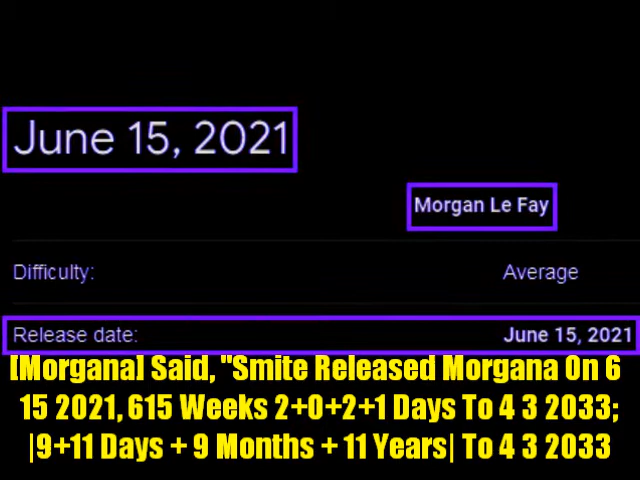 June 15, 2021
Morgan Le Fay
Difficulty: Average
Release date: June 15, 2021
[Morgana] Said, "Smite Released Morgana On 6
15 2021, 615 Weeks 2+0+2+1 Days To 4 3 2033;
|9+11 Days + 9 Months + 11 Years| To 4 3 2033